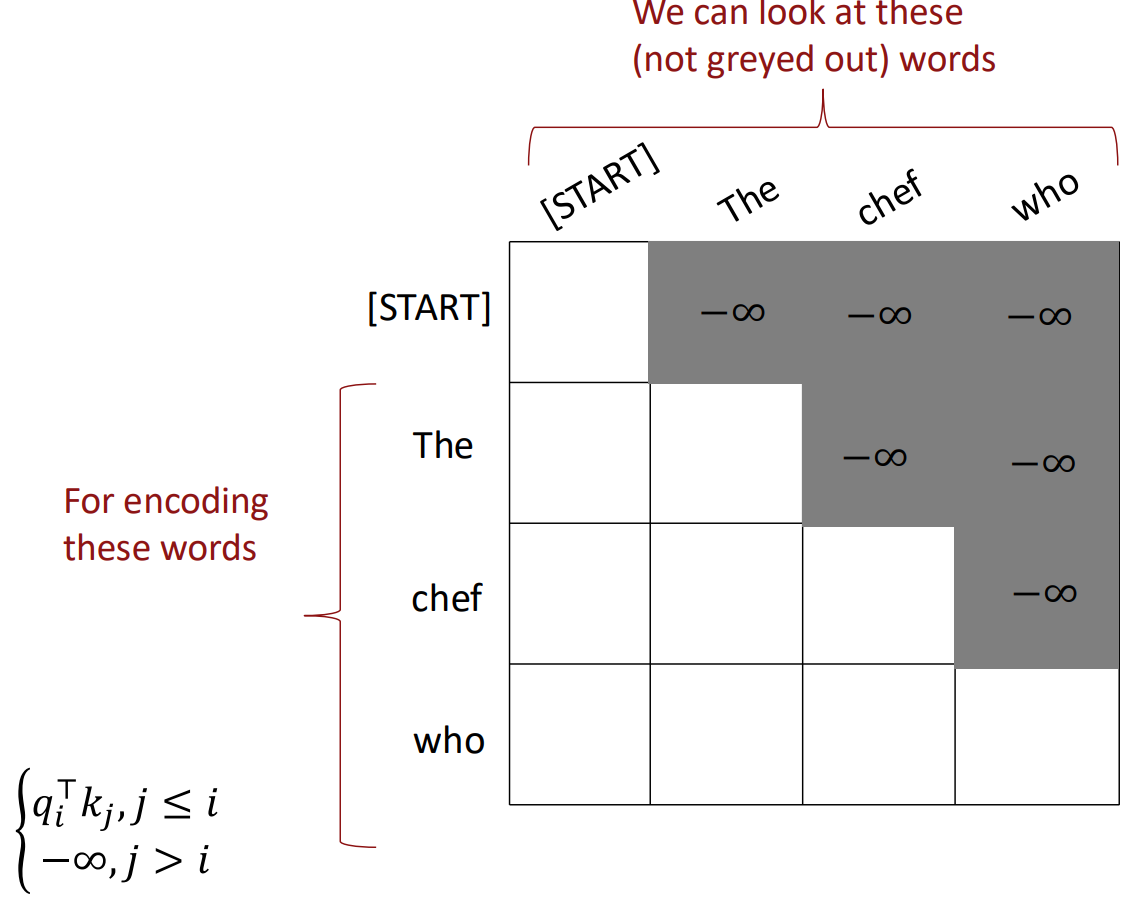 We can look at these
(not greyed out) words
[START] The chef who
[START] −∞ −∞ −∞
The −∞ −∞
chef −∞
who
For encoding
these words
{q_i^⊤ k_j, j ≤ i
−∞, j > i